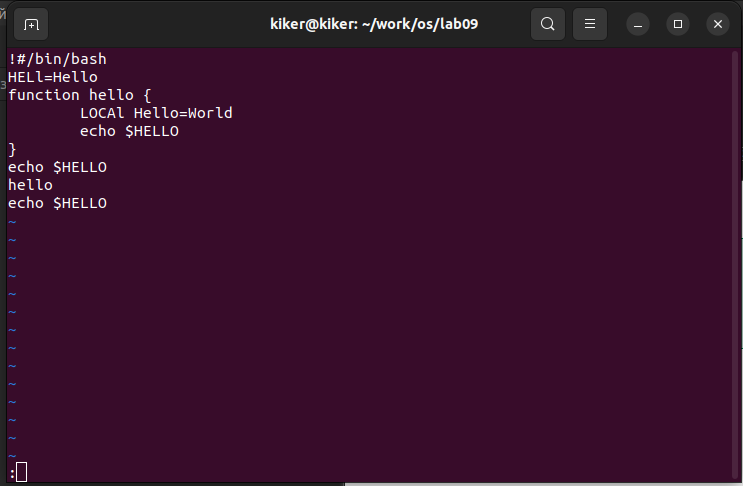 kiker@kiker: ~/work/os/lab09
!#/bin/bash
HELl=Hello
function hello {
        LOCAl Hello=World
        echo $HELLO
}
echo $HELLO
hello
echo $HELLO
~
~
~
~
~
~
~
~
~
~
~
~
~
~
: